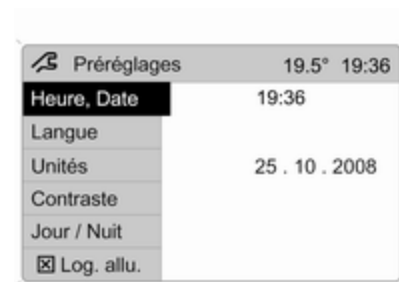 Préréglages 19.5° 19:36
Heure, Date 19:36
Langue
Unités 25 . 10 . 2008
Contraste
Jour / Nuit
Log. allu.